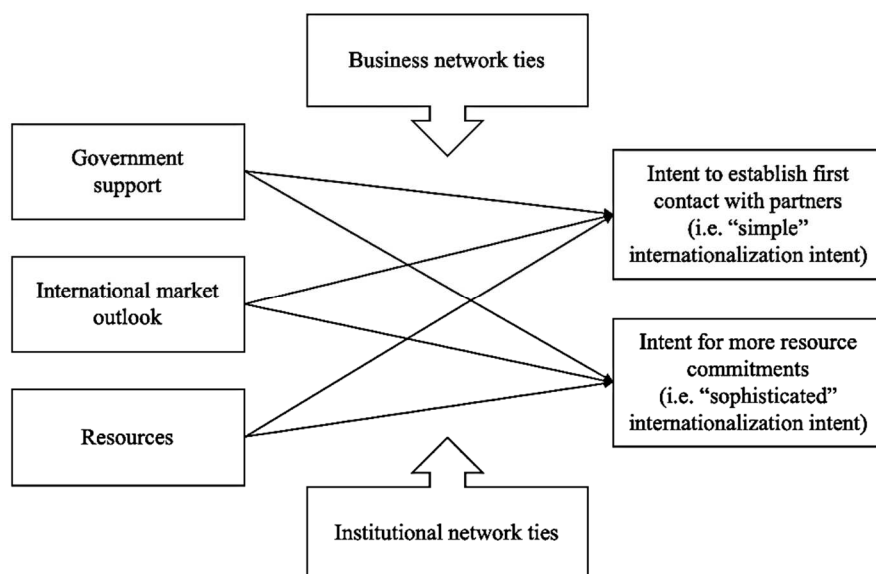 Business network ties
Government
support
International market
outlook
Resources
Intent to establish first
contact with partners
(i.e. “simple”
internationalization intent)
Intent for more resource
commitments
(i.e. “sophisticated”
internationalization intent)
Institutional network ties